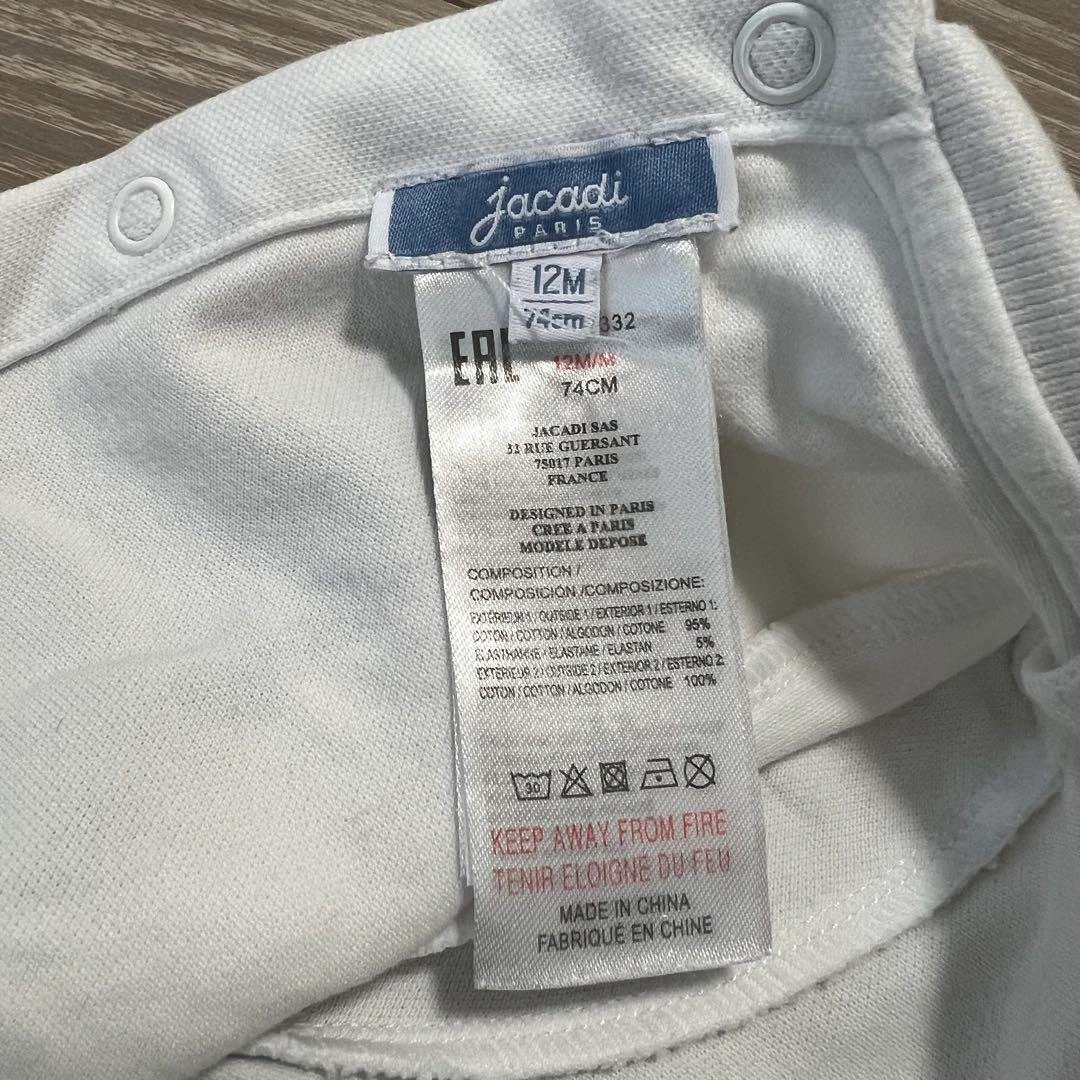 jacadi
PARIS
12M
74cm
332
EAC
12M/M
74CM
JACADI SAS
31 RUE GUERSANT
75017 PARIS
FRANCE
DESIGNED IN PARIS
CREE A PARIS
MODELE DEPOSE
COMPOSITION /
COMPOSICION /COMPOSIZIONE:
EXTERIEUR 1 / OUTSIDE 1 / EXTERIOR 1 / ESTERNO 1:
COTON / COTTON / ALGODON / COTONE 95%
ELASTHANNE / ELASTANE / ELASTAN 5%
EXTERIEUR 2 / OUTSIDE 2 / EXTERIOR 2 / ESTERNO 2:
COTON / COTTON / ALGODON / COTONE 100%
30
KEEP AWAY FROM FIRE
TENIR ELOIGNE DU FEU
MADE IN CHINA
FABRIQUÉ EN CHINE